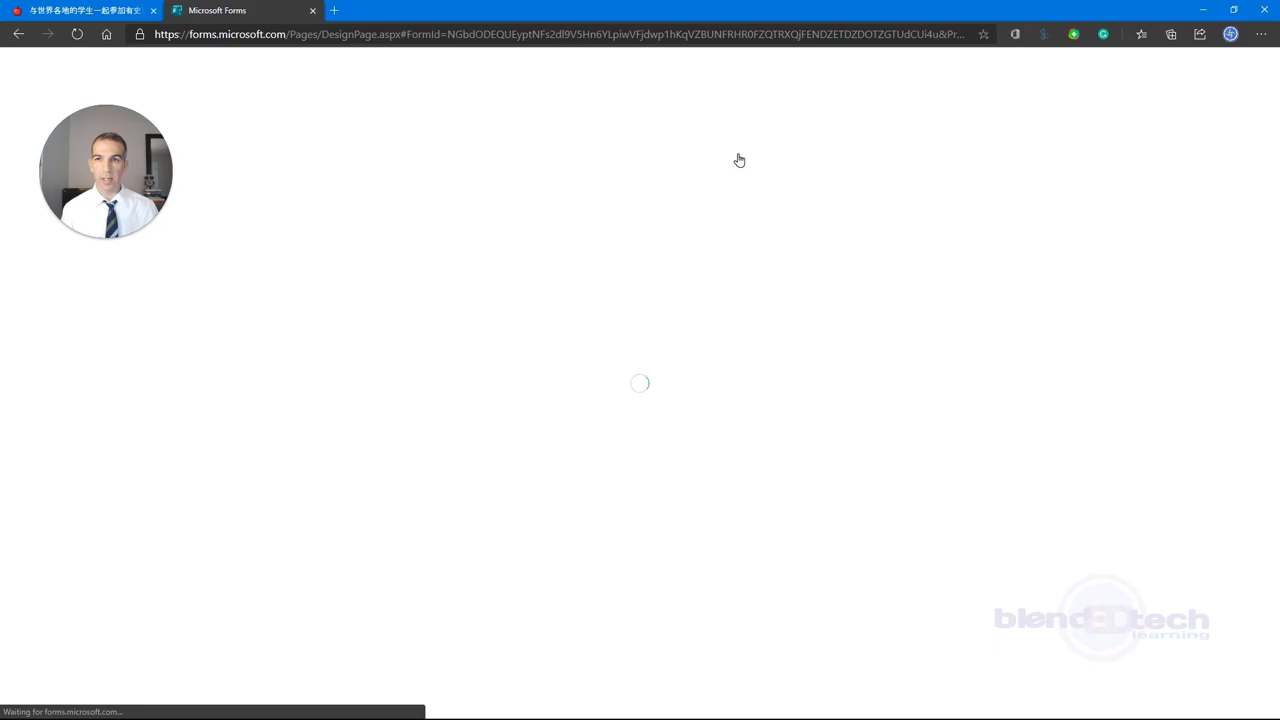 与世界各地的学生一起参加有史
Microsoft Forms
https://forms.microsoft.com/Pages/DesignPage.aspx#FormId=NGbdODEQUEyptNFs2dl9V5Hn6YLpiwVFjdwp1hKqVZBUNFRHR0FZQTRXQjFENDZETDZDOTZGTUdCUi4u&Pr...
blendEDtech
learning
Waiting for forms.microsoft.com...